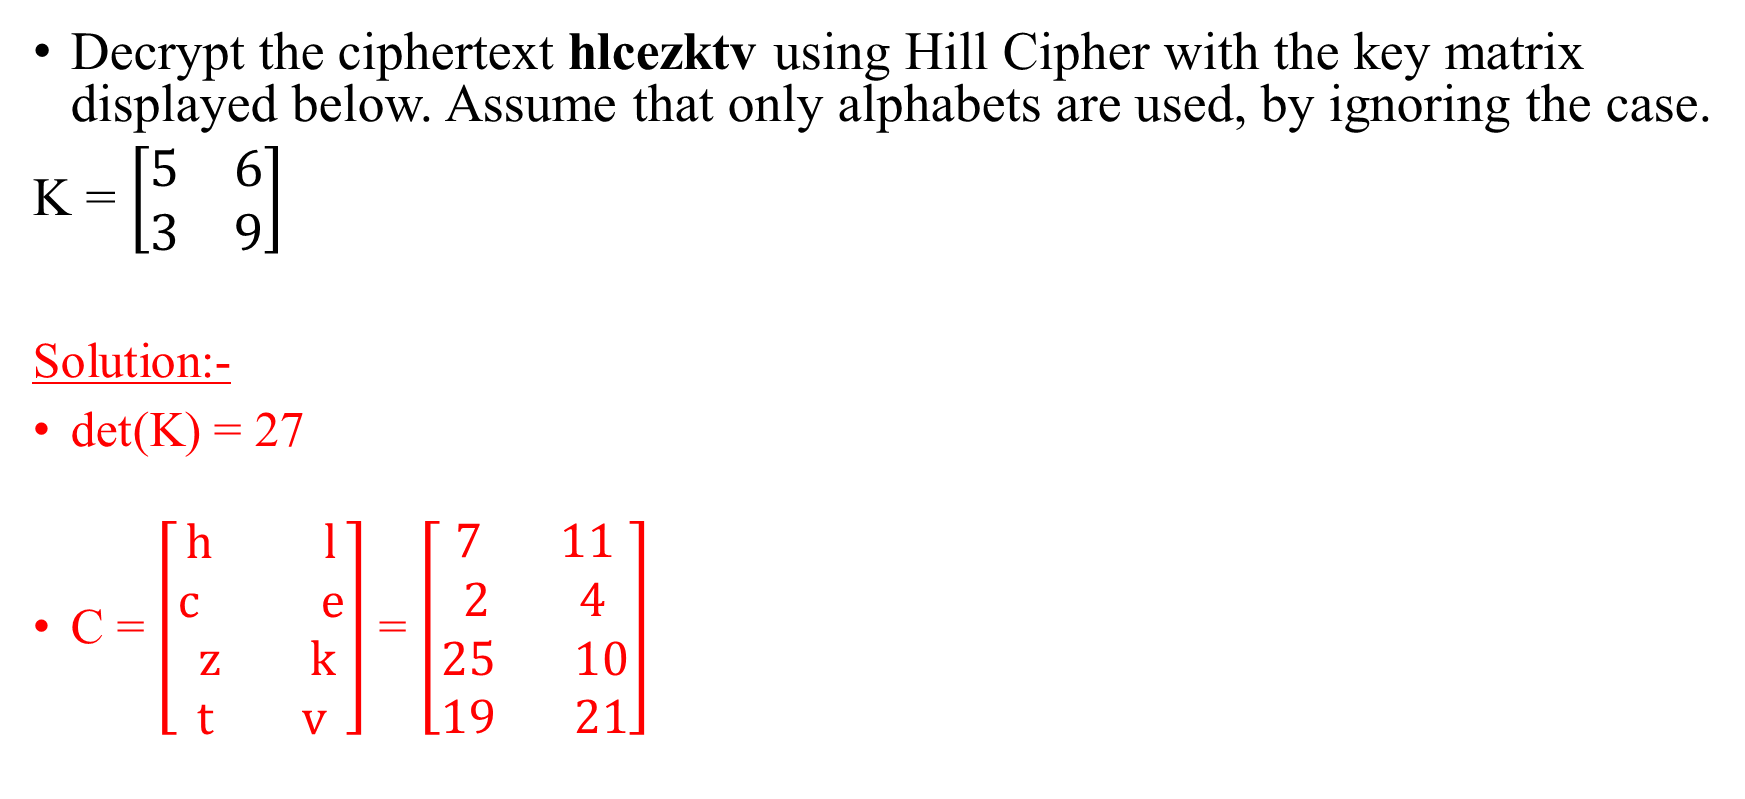 • Decrypt the ciphertext hlcezktv using Hill Cipher with the key matrix
displayed below. Assume that only alphabets are used, by ignoring the case.
K = [5 6
3 9]
Solution:-
• det(K) = 27
• C = [h l
c e
z k
t v] = [7 11
2 4
25 10
19 21]